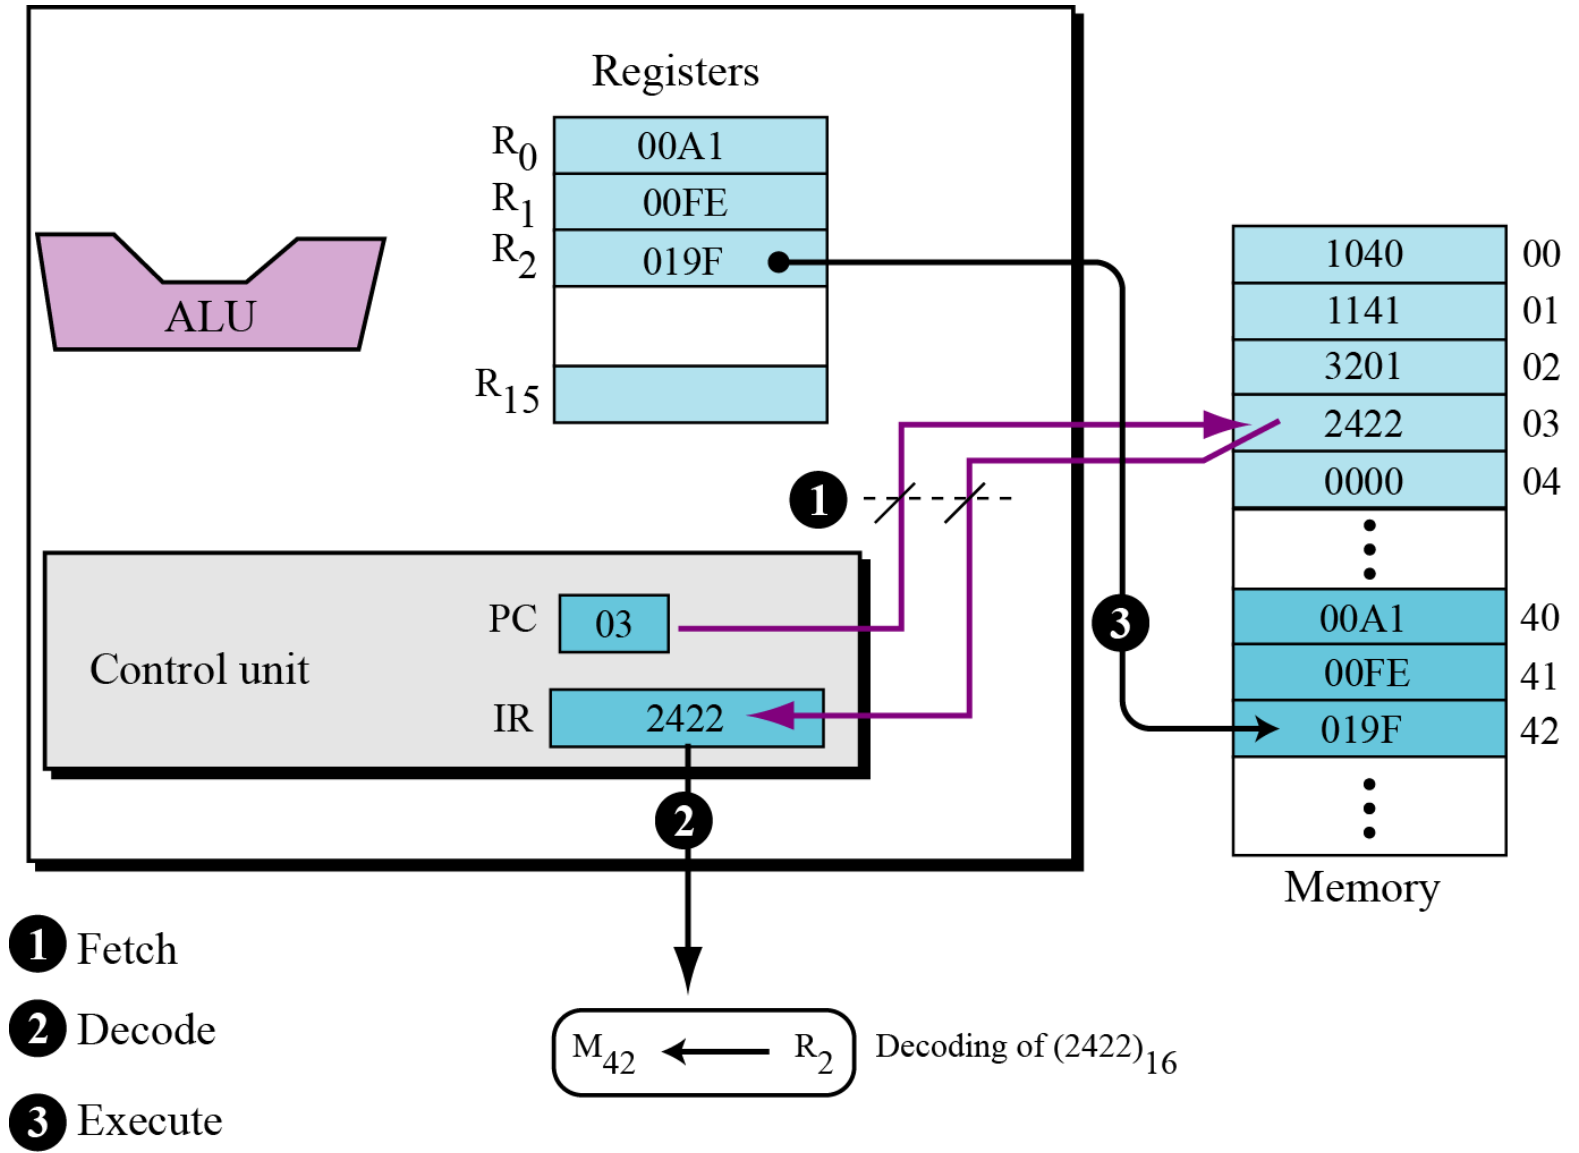 Registers
R0 00A1
R1 00FE
R2 019F
R15
ALU
1040 00
1141 01
3201 02
2422 03
0000 04
00A1 40
00FE 41
019F 42
Memory
1
3
Control unit
PC 03
IR 2422
2
1 Fetch
2 Decode
3 Execute
M42 ← R2 Decoding of (2422)16